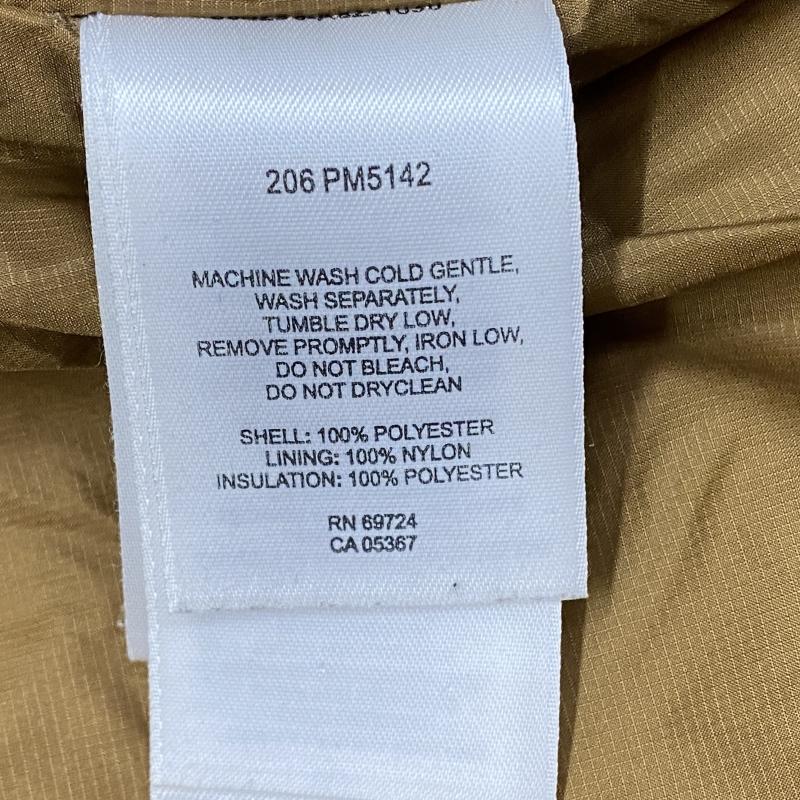 206 PM5142
MACHINE WASH COLD GENTLE,
WASH SEPARATELY,
TUMBLE DRY LOW,
REMOVE PROMPTLY, IRON LOW,
DO NOT BLEACH,
DO NOT DRYCLEAN
SHELL: 100% POLYESTER
LINING: 100% NYLON
INSULATION: 100% POLYESTER
RN 69724
CA 05367